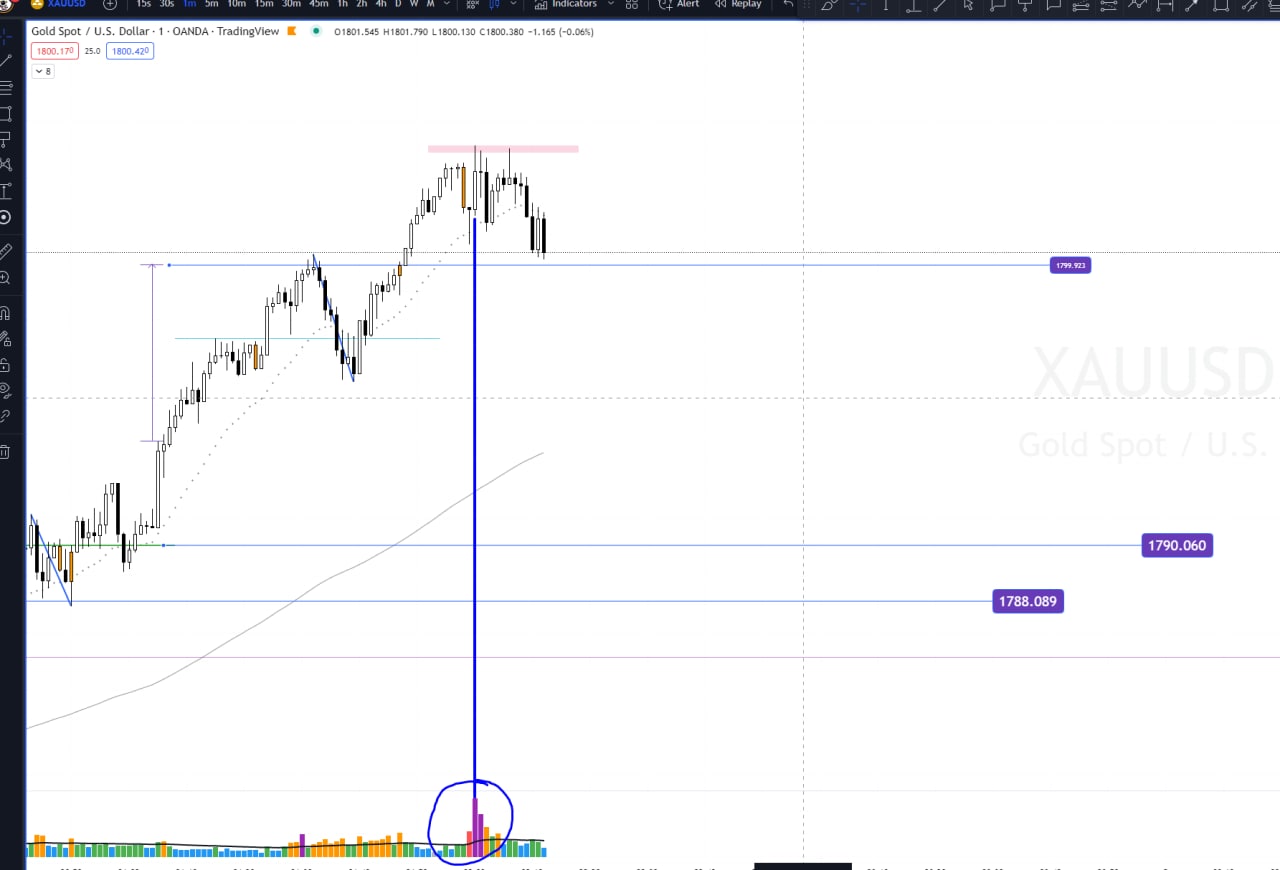 XAUUSD 15s 30s 1m 5m 10m 15m 30m 45m 1h 2h 4h D W M Indicators Alert Replay
Gold Spot / U.S. Dollar · 1 · OANDA · TradingView O1801.545 H1801.790 L1800.130 C1800.380 −1.165 (−0.06%)
1800.170 25.0 1800.420
8
1799.923
XAUUSD
Gold Spot / U.S.
1790.060
1788.089